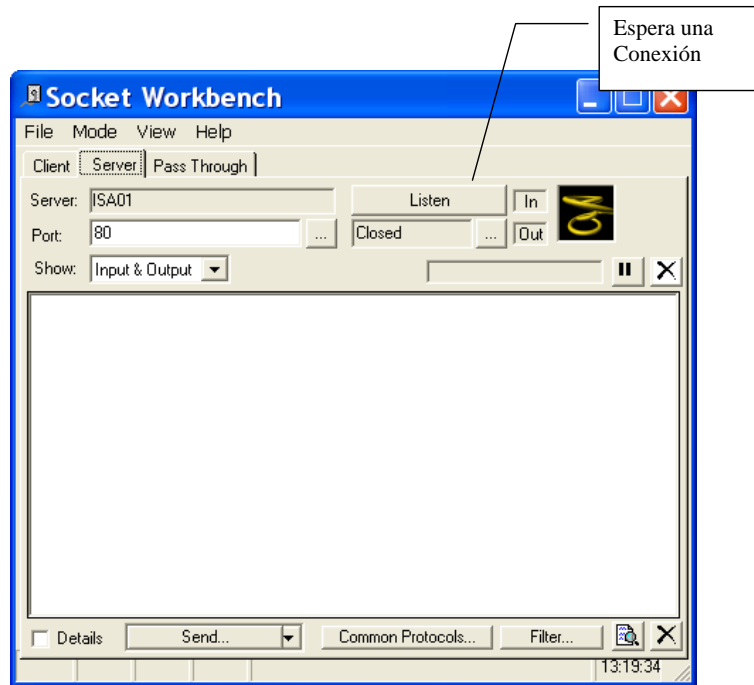 Espera una
Conexión
Socket Workbench
File Mode View Help
Client Server Pass Through
Server: ISA01 Listen In
Port: 80 ... Closed ... Out
Show: Input & Output
Details Send... Common Protocols... Filter...
13:19:34